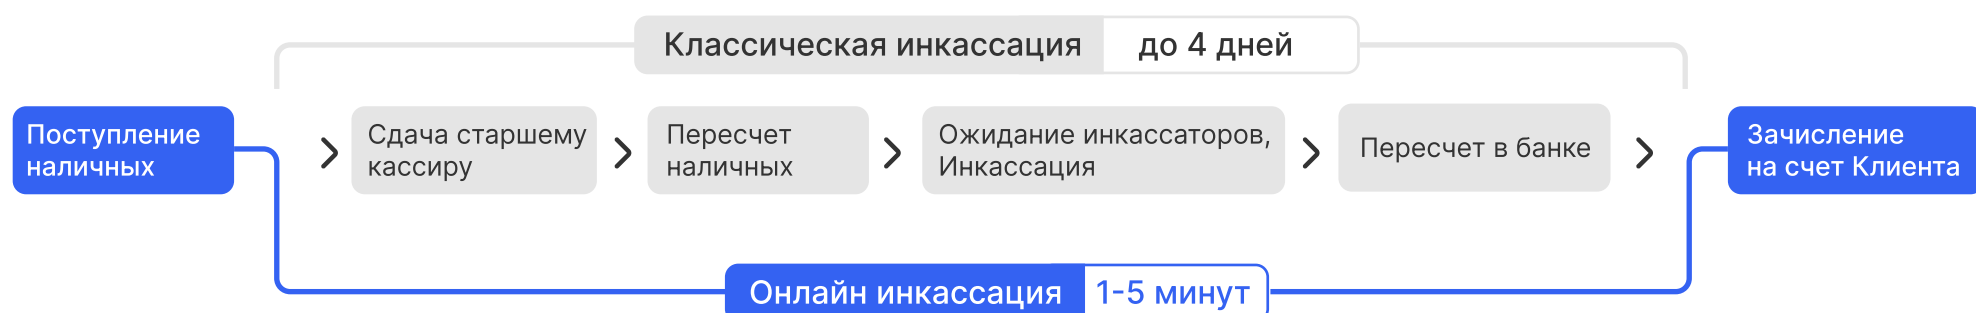 Классическая инкассация до 4 дней
Поступление
наличных
Сдача старшему
кассиру
Пересчет
наличных
Ожидание инкассаторов,
Инкассация
Пересчет в банке
Зачисление
на счет Клиента
Онлайн инкассация 1-5 минут